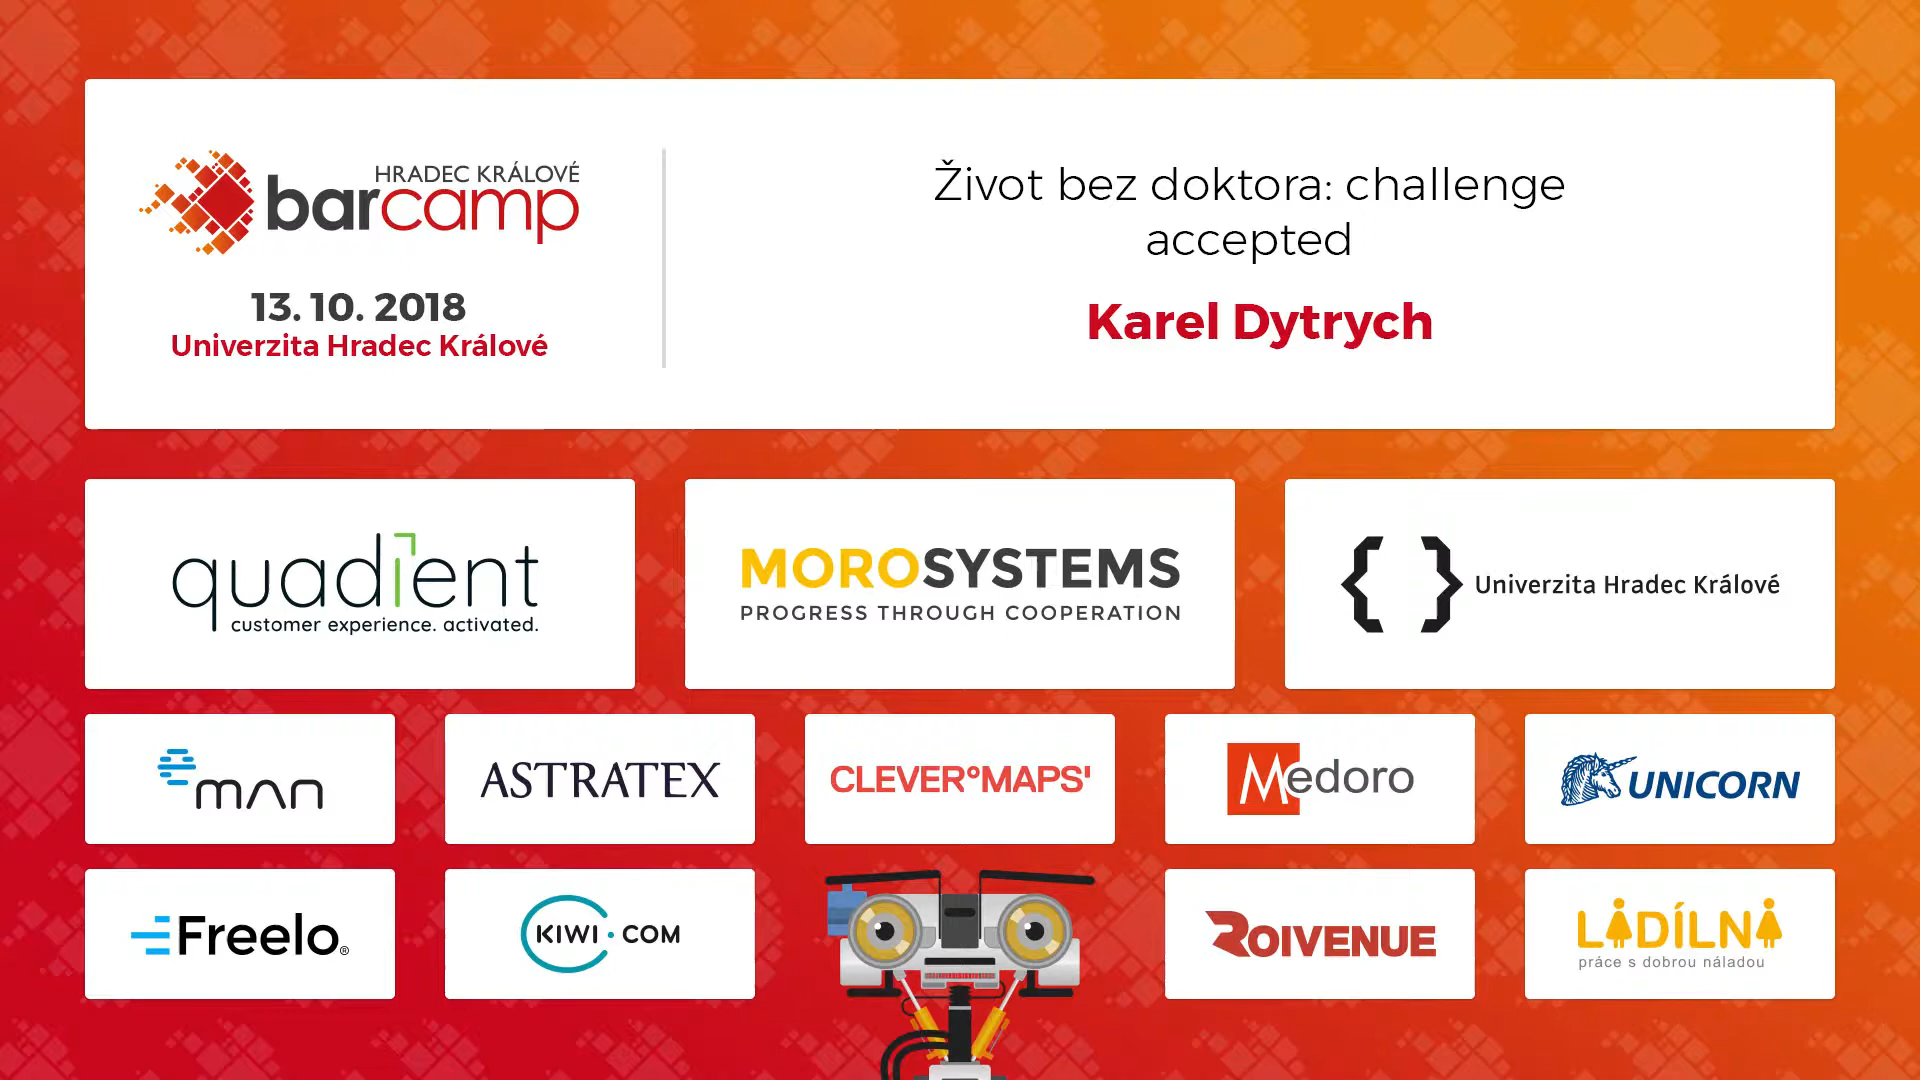 HRADEC KRÁLOVÉ
barcamp
13. 10. 2018
Univerzita Hradec Králové
Život bez doktora: challenge
accepted
Karel Dytrych
quadient
customer experience. activated.
MOROSYSTEMS
PROGRESS THROUGH COOPERATION
Univerzita Hradec Králové
eman
ASTRATEX
CLEVER°MAPS'
Medoro
UNICORN
Freelo®
KIWI.COM
ROIVENUE
LADÍLNA
práce s dobrou náladou